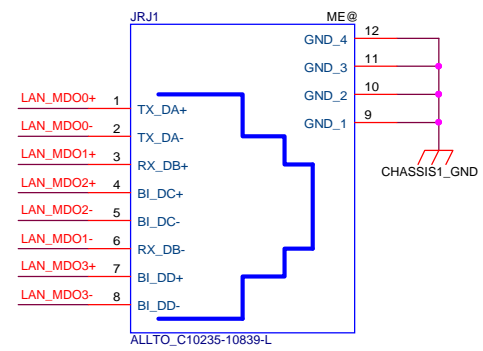 JRJ1 ME@
GND_4 12
GND_3 11
GND_2 10
GND_1 9
CHASSIS1_GND
LAN_MDO0+ 1 TX_DA+
LAN_MDO0- 2 TX_DA-
LAN_MDO1+ 3 RX_DB+
LAN_MDO2+ 4 BI_DC+
LAN_MDO2- 5 BI_DC-
LAN_MDO1- 6 RX_DB-
LAN_MDO3+ 7 BI_DD+
LAN_MDO3- 8 BI_DD-
ALLTO_C10235-10839-L